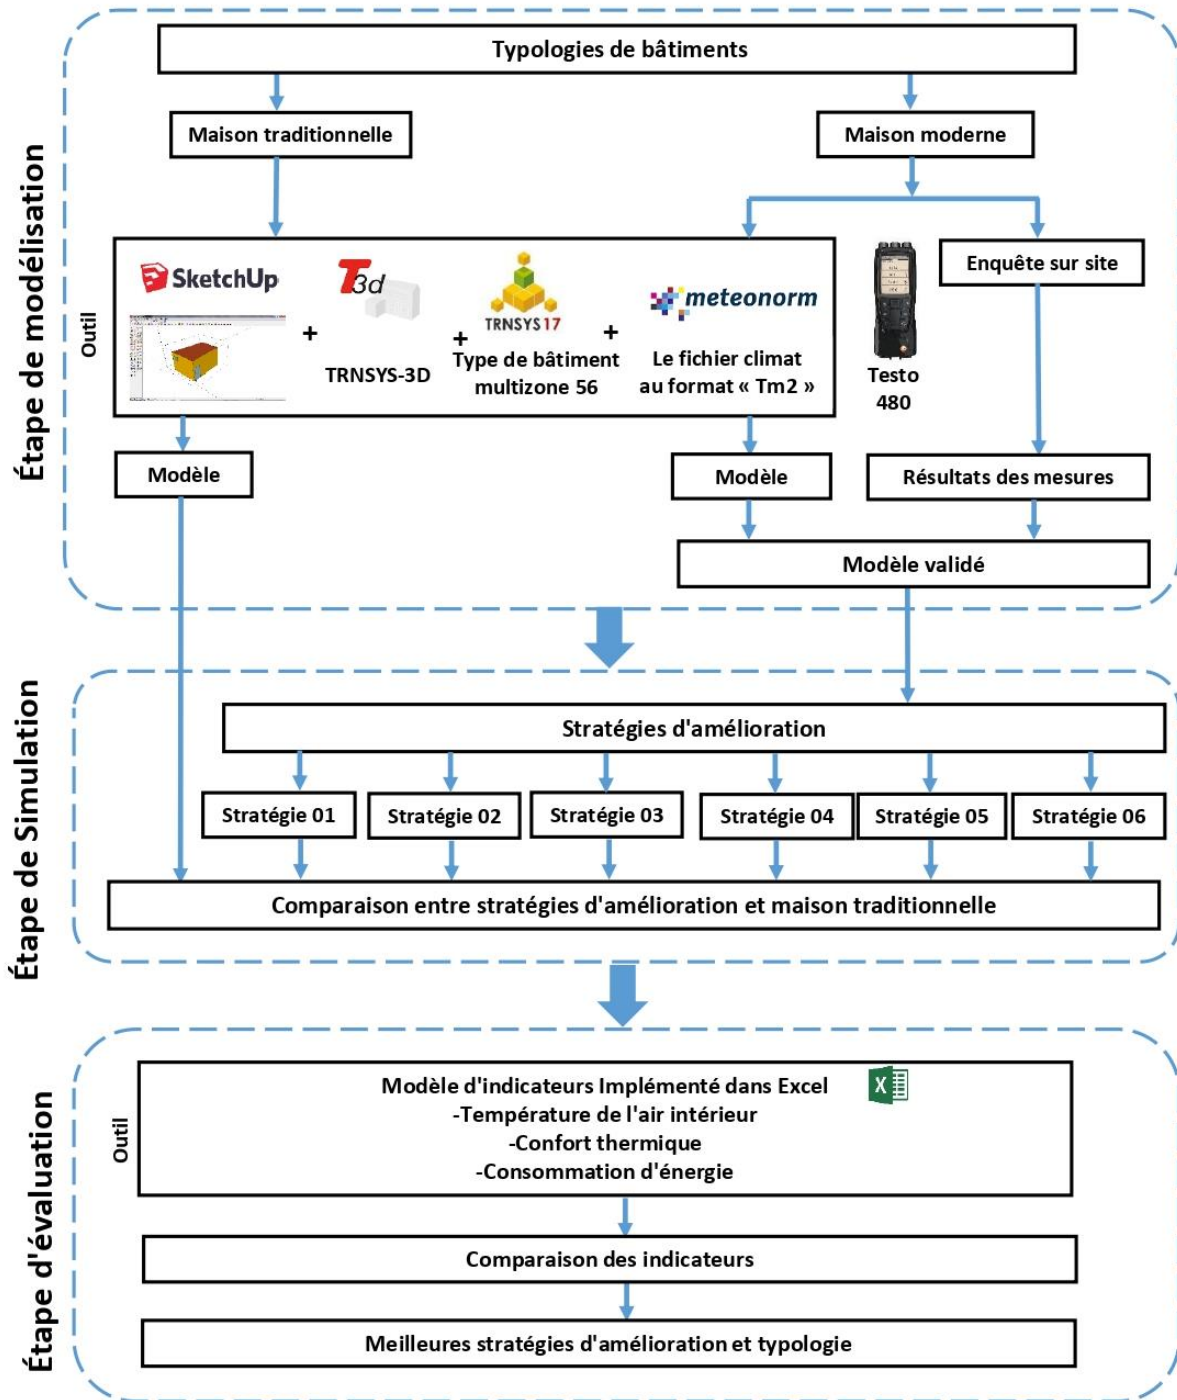 Étape de modélisation
Typologies de bâtiments
Maison traditionnelle
Maison moderne
Outil
SketchUp
+
T3d
TRNSYS-3D
+
TRNSYS 17
Type de bâtiment
multizone 56
+
meteonorm
Le fichier climat
au format « Tm2 »
Testo
480
Enquête sur site
Modèle
Modèle
Résultats des mesures
Modèle validé
Étape de Simulation
Stratégies d'amélioration
Stratégie 01
Stratégie 02
Stratégie 03
Stratégie 04
Stratégie 05
Stratégie 06
Comparaison entre stratégies d'amélioration et maison traditionnelle
Étape d'évaluation
Outil
Modèle d'indicateurs Implémenté dans Excel
X
-Température de l'air intérieur
-Confort thermique
-Consommation d'énergie
Comparaison des indicateurs
Meilleures stratégies d'amélioration et typologie